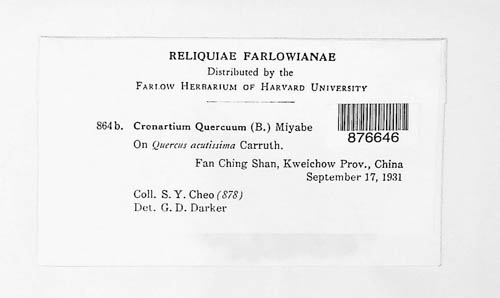 RELIQUIAE FARLOWIANAE
Distributed by the
FARLOW HERBARIUM OF HARVARD UNIVERSITY
864b. Cronartium Quercuum (B.) Miyabe
876646
On Quercus acutissima Carruth.
Fan Ching Shan, Kweichow Prov., China
September 17, 1931
Coll. S. Y. Cheo (878)
Det. G. D. Darker